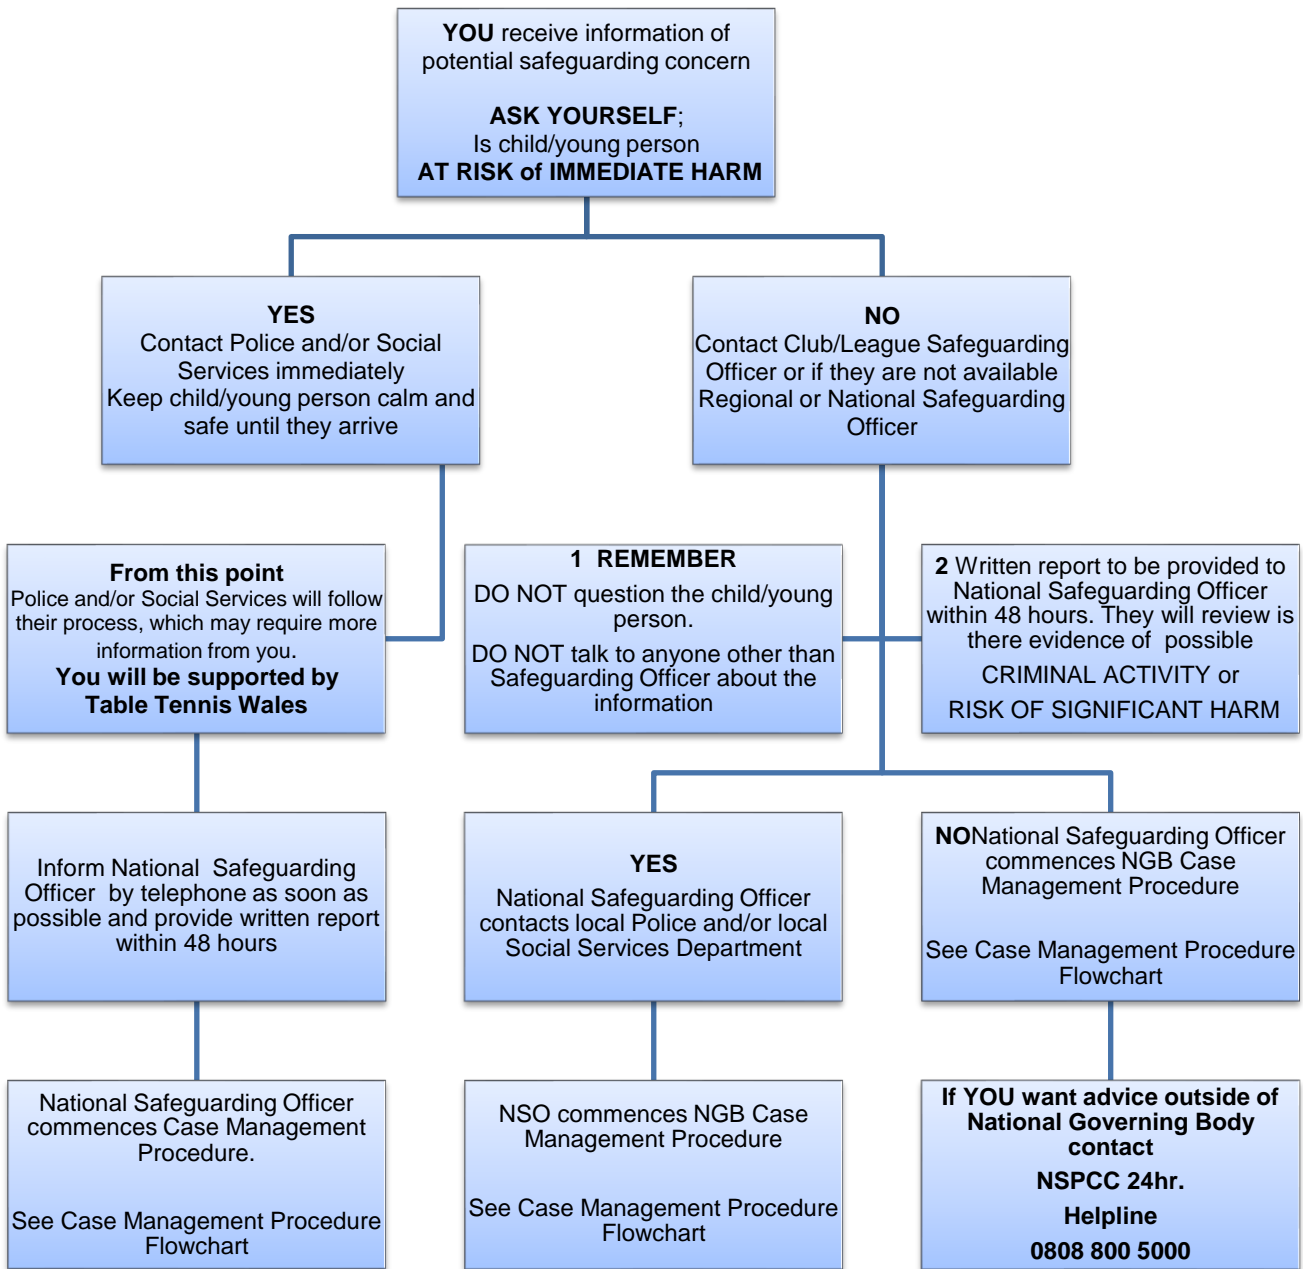 YOU receive information of
potential safeguarding concern
ASK YOURSELF;
Is child/young person
AT RISK of IMMEDIATE HARM
YES
Contact Police and/or Social
Services immediately
Keep child/young person calm and
safe until they arrive
NO
Contact Club/League Safeguarding
Officer or if they are not available
Regional or National Safeguarding
Officer
From this point
Police and/or Social Services will follow
their process, which may require more
information from you.
You will be supported by
Table Tennis Wales
1 REMEMBER
DO NOT question the child/young
person.
DO NOT talk to anyone other than
Safeguarding Officer about the
information
2 Written report to be provided to
National Safeguarding Officer
within 48 hours. They will review is
there evidence of possible
CRIMINAL ACTIVITY or
RISK OF SIGNIFICANT HARM
Inform National Safeguarding
Officer by telephone as soon as
possible and provide written report
within 48 hours
YES
National Safeguarding Officer
contacts local Police and/or local
Social Services Department
NONational Safeguarding Officer
commences NGB Case
Management Procedure
See Case Management Procedure
Flowchart
National Safeguarding Officer
commences Case Management
Procedure.
See Case Management Procedure
Flowchart
NSO commences NGB Case
Management Procedure
See Case Management Procedure
Flowchart
If YOU want advice outside of
National Governing Body
contact
NSPCC 24hr.
Helpline
0808 800 5000